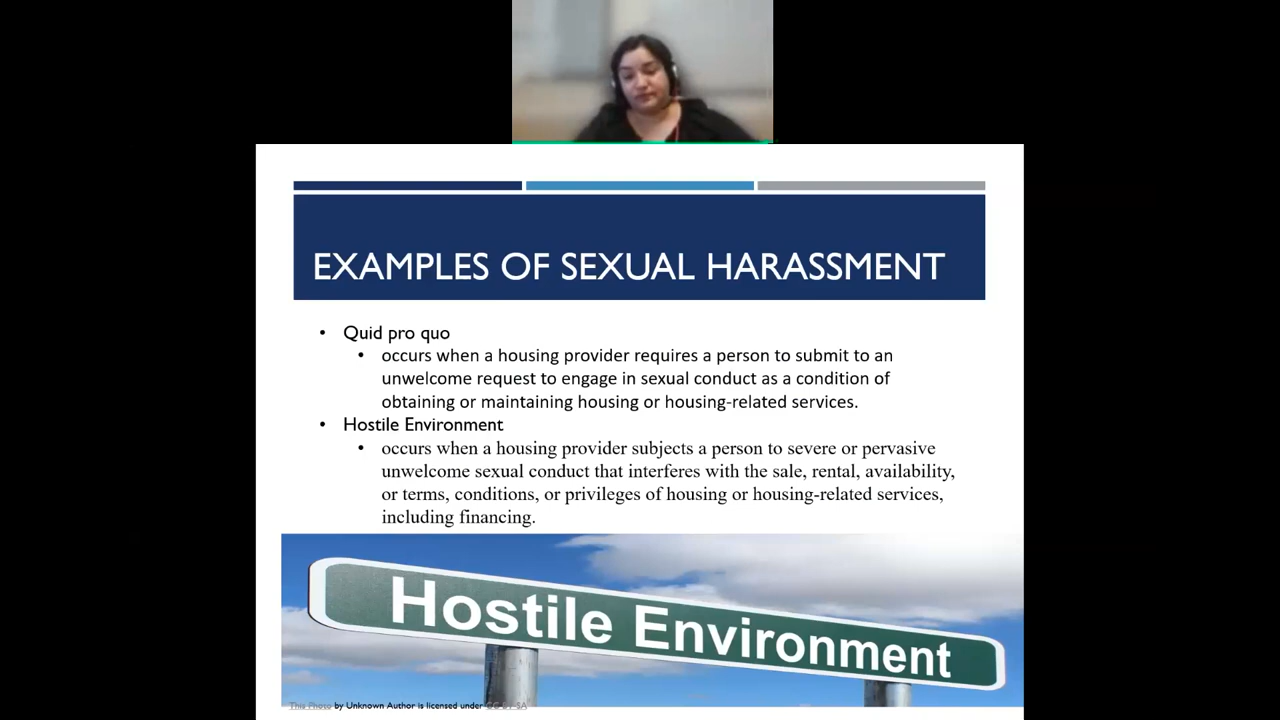 EXAMPLES OF SEXUAL HARASSMENT
• Quid pro quo
• occurs when a housing provider requires a person to submit to an
unwelcome request to engage in sexual conduct as a condition of
obtaining or maintaining housing or housing-related services.
• Hostile Environment
• occurs when a housing provider subjects a person to severe or pervasive
unwelcome sexual conduct that interferes with the sale, rental, availability,
or terms, conditions, or privileges of housing or housing-related services,
including financing.
Hostile Environment
This Photo by Unknown Author is licensed under CC BY-SA